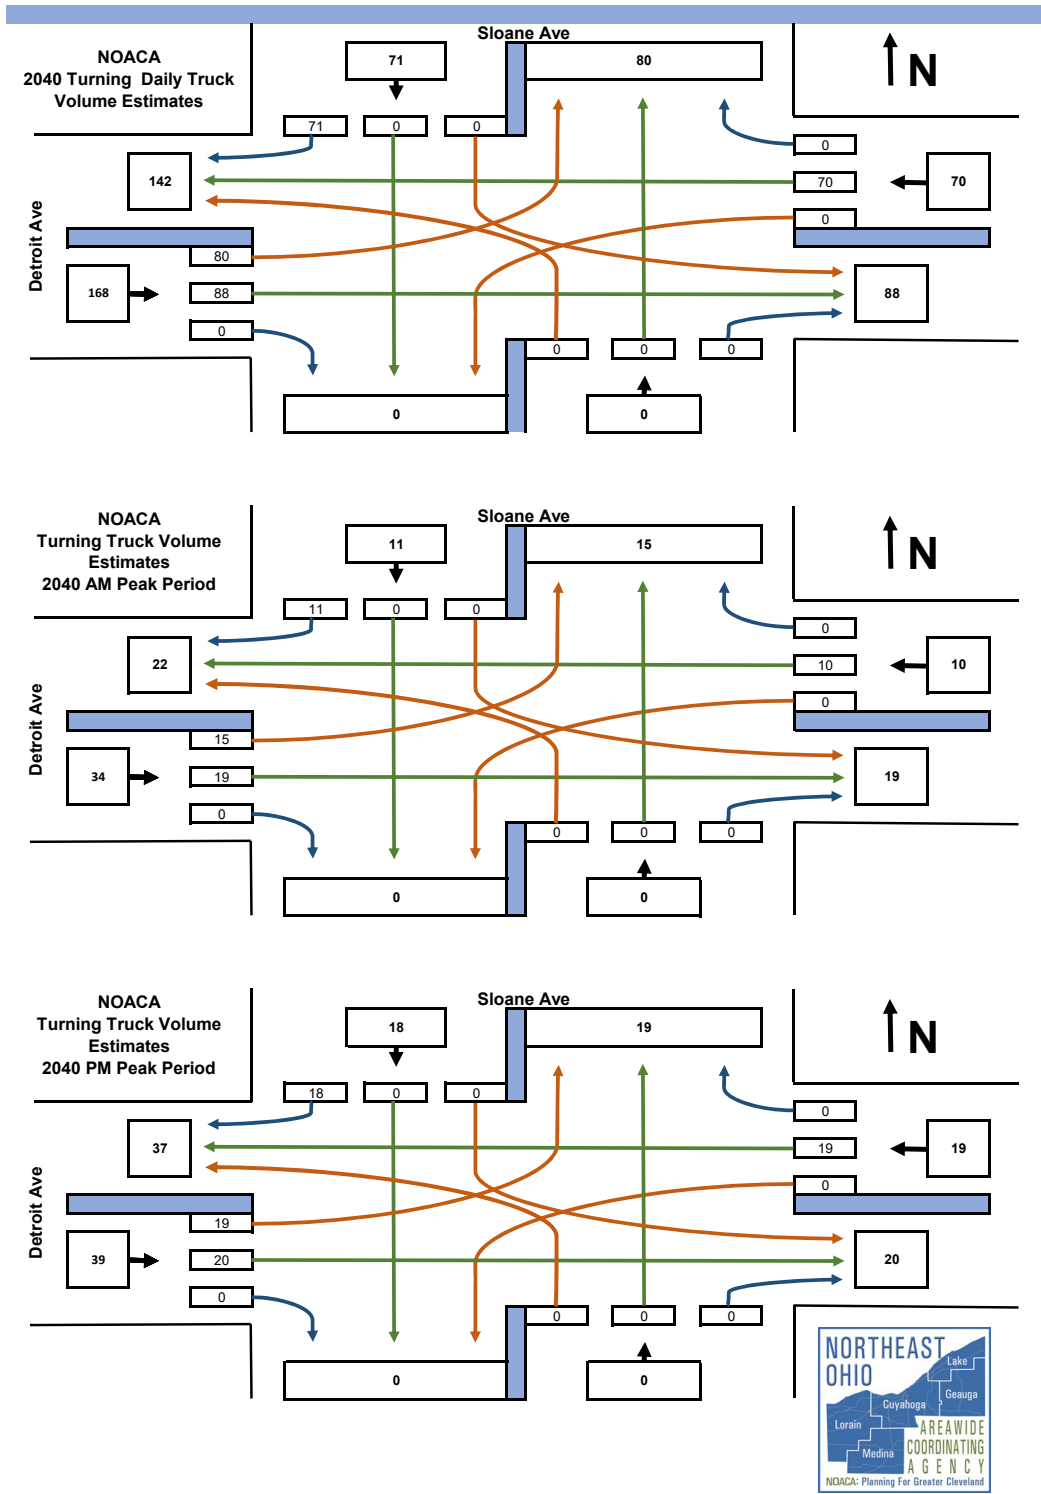 Sloane Ave
NOACA
2040 Turning Daily Truck
Volume Estimates
71
80
N
71
0
0
0
142
70
70
0
Detroit Ave
80
168
88
88
0
0
0
0
0
0
Sloane Ave
NOACA
Turning Truck Volume
Estimates
2040 AM Peak Period
11
15
N
11
0
0
0
22
10
10
0
Detroit Ave
15
34
19
19
0
0
0
0
0
0
Sloane Ave
NOACA
Turning Truck Volume
Estimates
2040 PM Peak Period
18
19
N
18
0
0
0
37
19
19
0
Detroit Ave
19
39
20
20
0
0
0
0
0
0
NORTHEAST
OHIO
Lake
Geauga
Cuyahoga
Lorain
Medina
AREAWIDE
COORDINATING
AGENCY
NOACA: Planning For Greater Cleveland